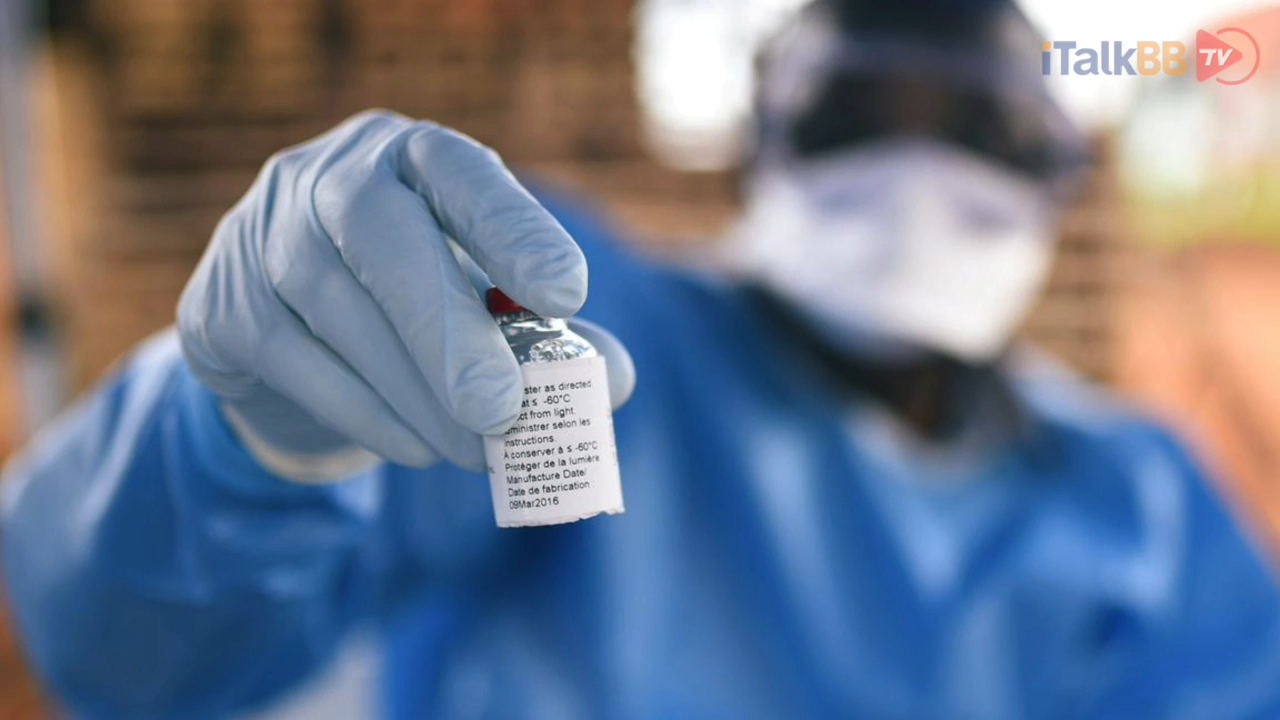 iTalkBB TV
ster as directed
at ≤ -60°C
ct from light.
ministrer selon les
nstructions.
À conserver à ≤ -60°C
Protéger de la lumière
Manufacture Date/
Date de fabrication
09Mar2016